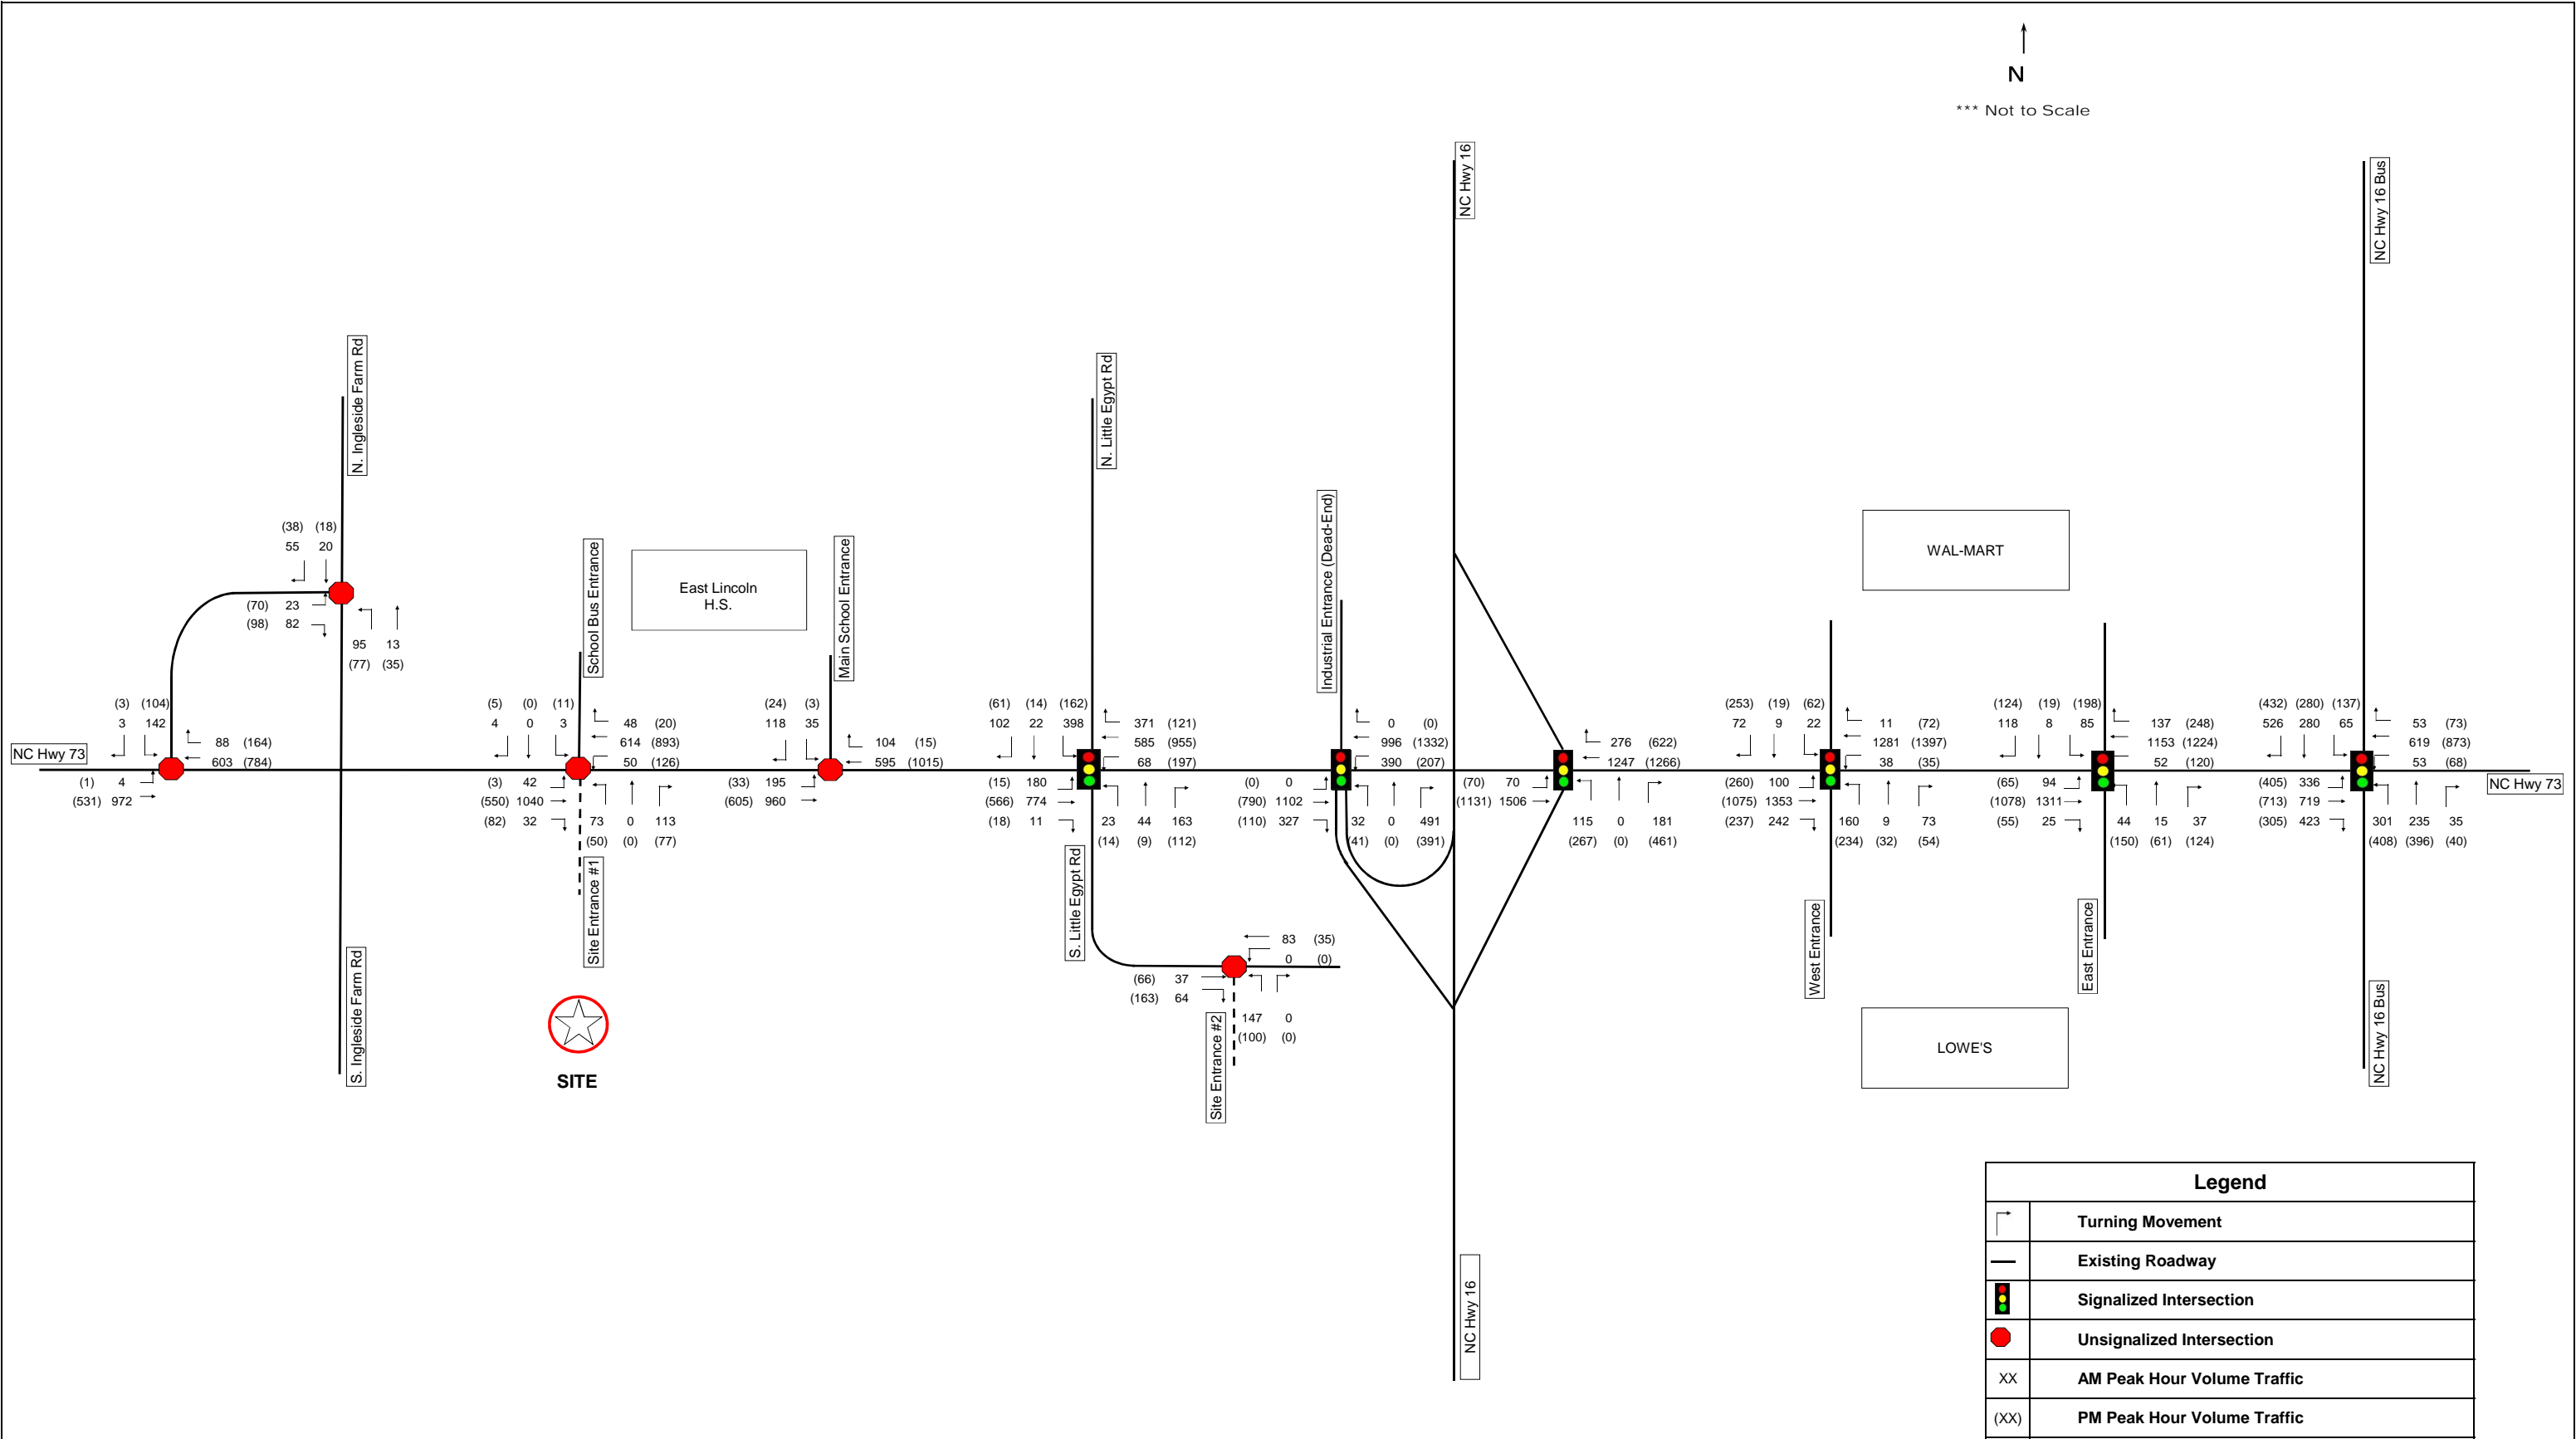 N
*** Not to Scale
NC Hwy 16
NC Hwy 16 Bus
N. Ingleside Farm Rd
N. Little Egypt Rd
Industrial Entrance (Dead-End)
School Bus Entrance
Main School Entrance
East Lincoln
H.S.
WAL-MART
(38) (18)
55 20
(70) 23
(98) 82
95 13
(77) (35)
NC Hwy 73
(3) (104)
3 142
88 (164)
603 (784)
(1) 4
(531) 972
(5) (0) (11)
4 0 3
48 (20)
614 (893)
50 (126)
(3) 42
(550) 1040
(82) 32
73 0 113
(50) (0) (77)
(24) (3)
118 35
104 (15)
595 (1015)
(33) 195
(605) 960
(61) (14) (162)
102 22 398
371 (121)
585 (955)
68 (197)
(15) 180
(566) 774
(18) 11
23 44 163
(14) (9) (112)
0 (0)
996 (1332)
390 (207)
(0) 0
(790) 1102
(110) 327
32 0 491
(41) (0) (391)
276 (622)
1247 (1266)
(70) 70
(1131) 1506
115 0 181
(267) (0) (461)
(253) (19) (62)
72 9 22
11 (72)
1281 (1397)
38 (35)
(260) 100
(1075) 1353
(237) 242
160 9 73
(234) (32) (54)
(124) (19) (198)
118 8 85
137 (248)
1153 (1224)
52 (120)
(65) 94
(1078) 1311
(55) 25
44 15 37
(150) (61) (124)
(432) (280) (137)
526 280 65
53 (73)
619 (873)
53 (68)
(405) 336
(713) 719
(305) 423
301 235 35
(408) (396) (40)
NC Hwy 73
S. Ingleside Farm Rd
Site Entrance #1
SITE
S. Little Egypt Rd
83 (35)
0 (0)
(66) 37
(163) 64
147 0
(100) (0)
Site Entrance #2
West Entrance
East Entrance
LOWE'S
NC Hwy 16 Bus
NC Hwy 16
Legend
Turning Movement
Existing Roadway
Signalized Intersection
Unsignalized Intersection
XX AM Peak Hour Volume Traffic
(XX) PM Peak Hour Volume Traffic